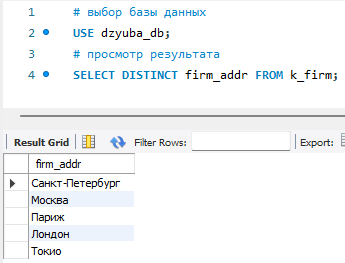 1 # выбор базы данных
2 USE dzyuba_db;
3 # просмотр результата
4 SELECT DISTINCT firm_addr FROM k_firm;
Result Grid Filter Rows: Export:
firm_addr
Санкт-Петербург
Москва
Париж
Лондон
Токио